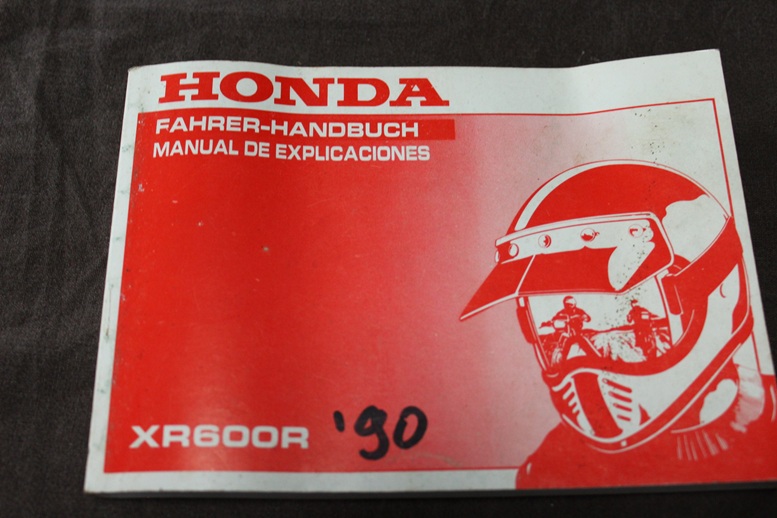 HONDA
FAHRER-HANDBUCH
MANUAL DE EXPLICACIONES
XR600R '90